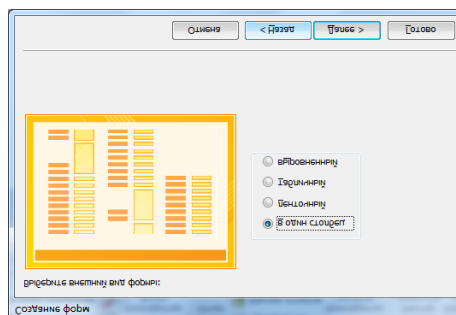 Создание форм
Выберите внешний вид формы:
в один столбец
ленточный
табличный
выровненный
Отмена
< Назад
Далее >
Готово